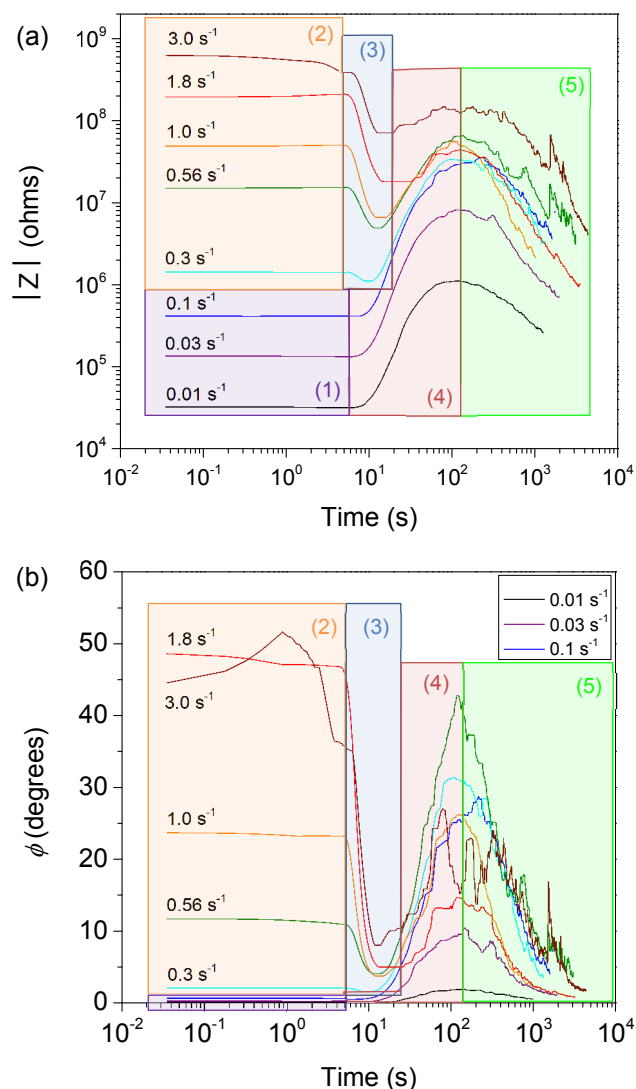 (a)
10⁹
10⁸
10⁷
10⁶
10⁵
10⁴
|Z| (ohms)
3.0 s⁻¹
1.8 s⁻¹
1.0 s⁻¹
0.56 s⁻¹
0.3 s⁻¹
0.1 s⁻¹
0.03 s⁻¹
0.01 s⁻¹
(2)
(3)
(5)
(1)
(4)
10⁻² 10⁻¹ 10⁰ 10¹ 10² 10³ 10⁴
Time (s)
(b)
60
50
40
30
20
10
0
ϕ (degrees)
0.01 s⁻¹
0.03 s⁻¹
0.1 s⁻¹
(2)
(3)
(4)
(5)
1.8 s⁻¹
3.0 s⁻¹
1.0 s⁻¹
0.56 s⁻¹
0.3 s⁻¹
10⁻² 10⁻¹ 10⁰ 10¹ 10² 10³ 10⁴
Time (s)